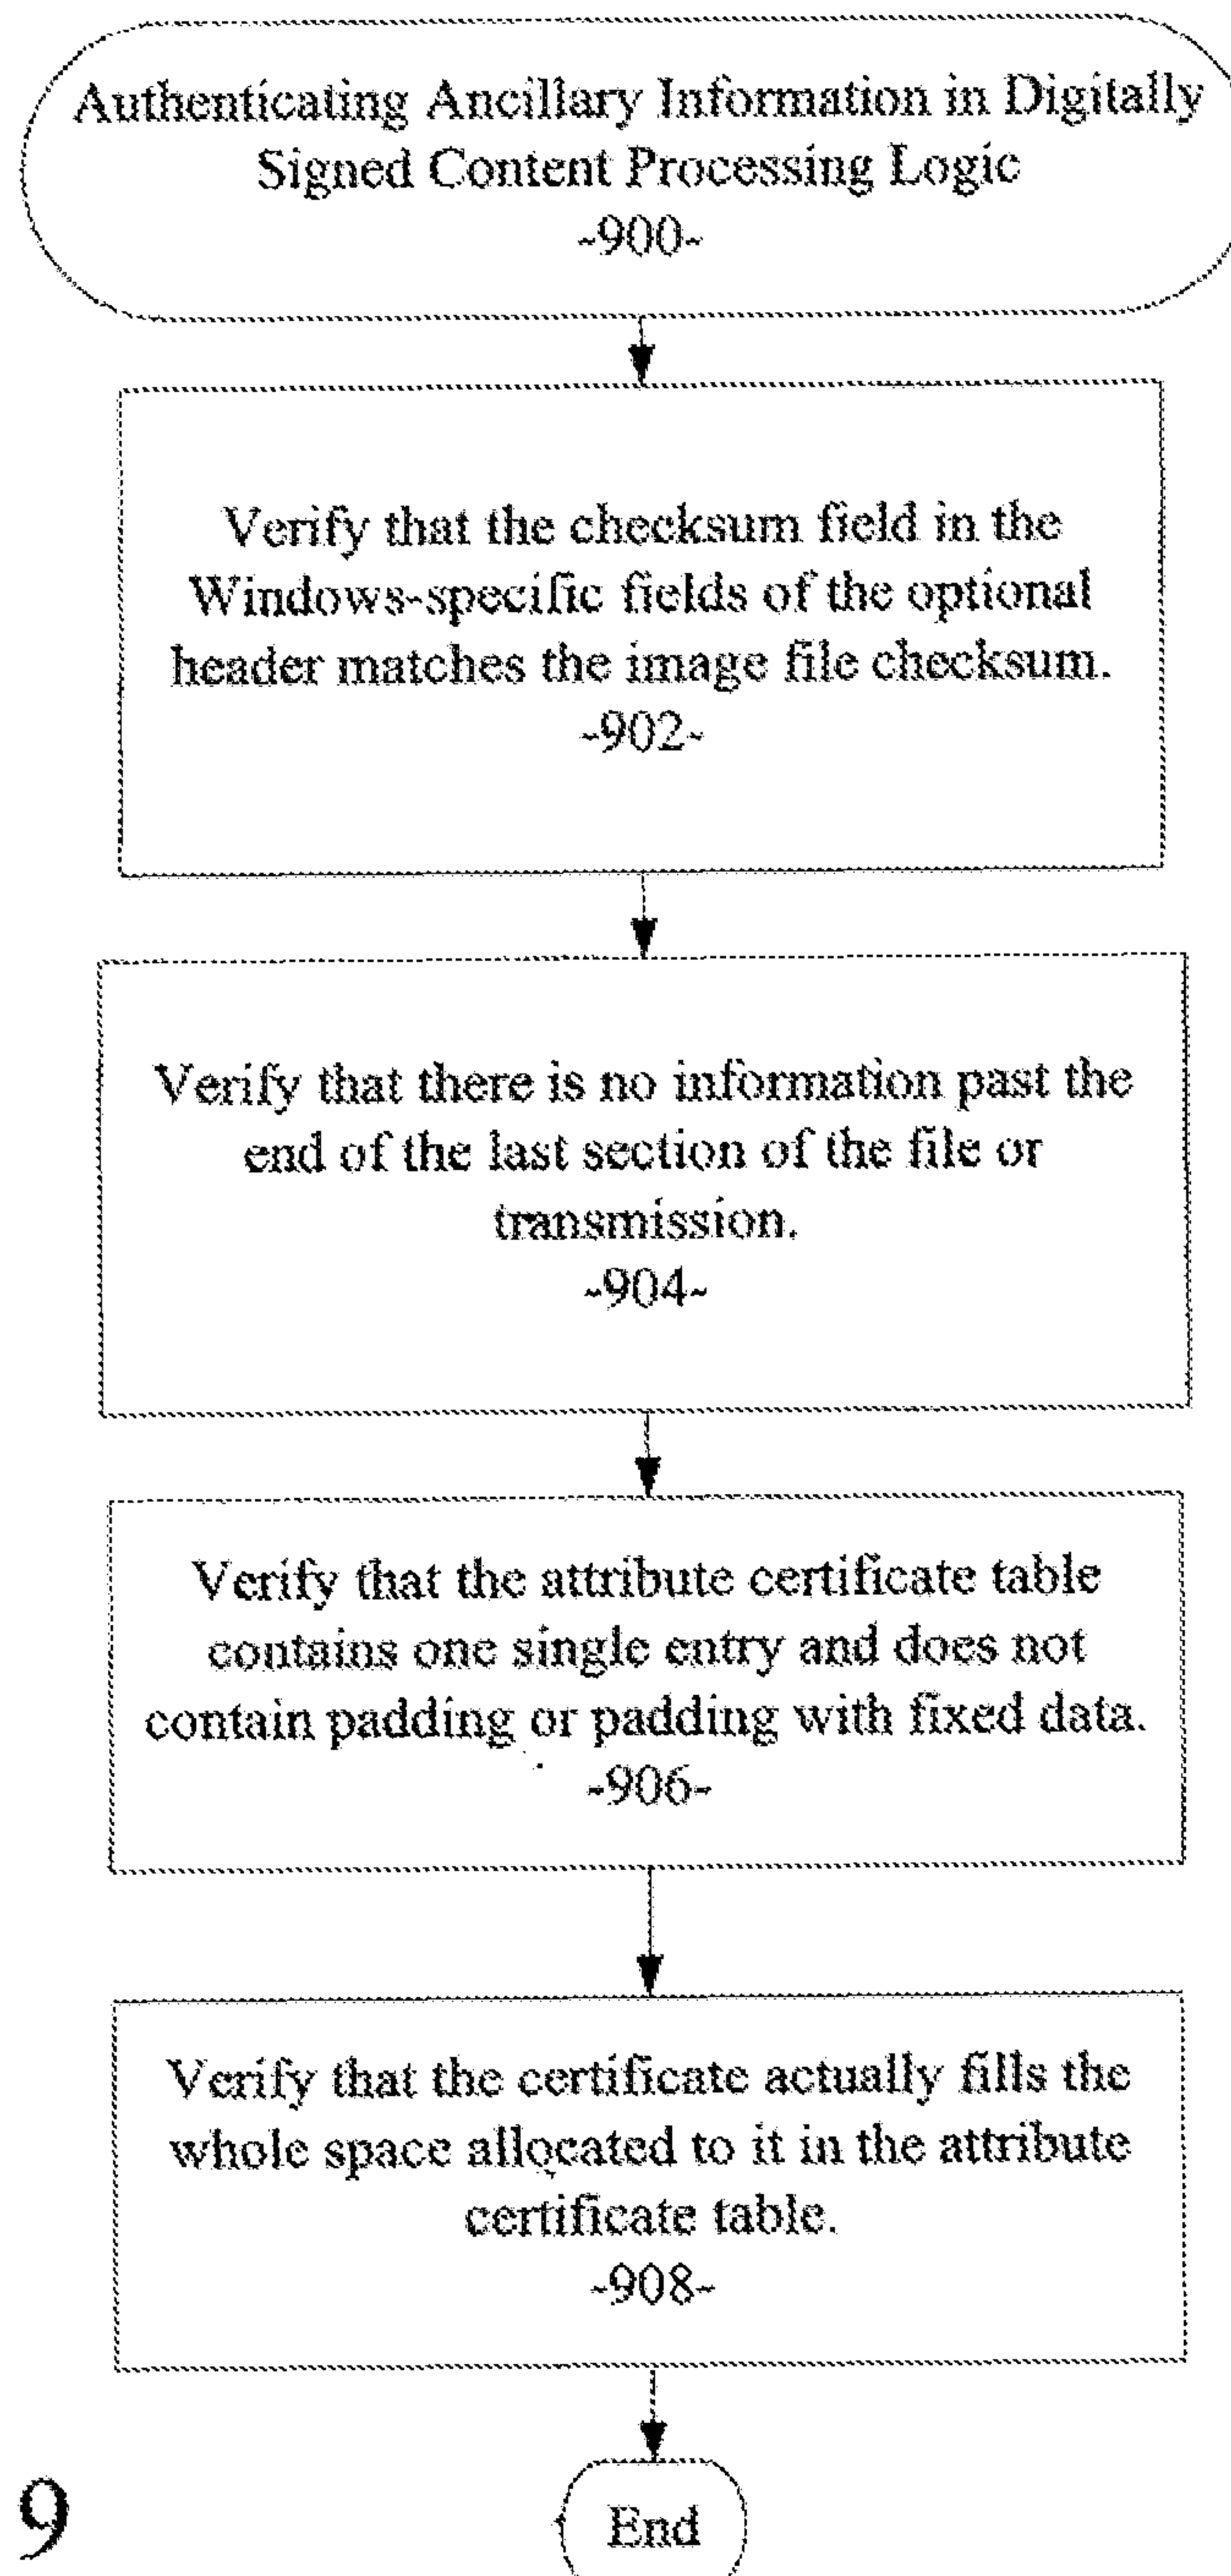 Authenticating Ancillary Information in Digitally
Signed Content Processing Logic
-900-
Verify that the checksum field in the
Windows-specific fields of the optional
header matches the image file checksum.
-902-
Verify that there is no information past the
end of the last section of the file or
transmission.
-904-
Verify that the attribute certificate table
contains one single entry and does not
contain padding or padding with fixed data.
-906-
Verify that the certificate actually fills the
whole space allocated to it in the attribute
certificate table.
-908-
9
End